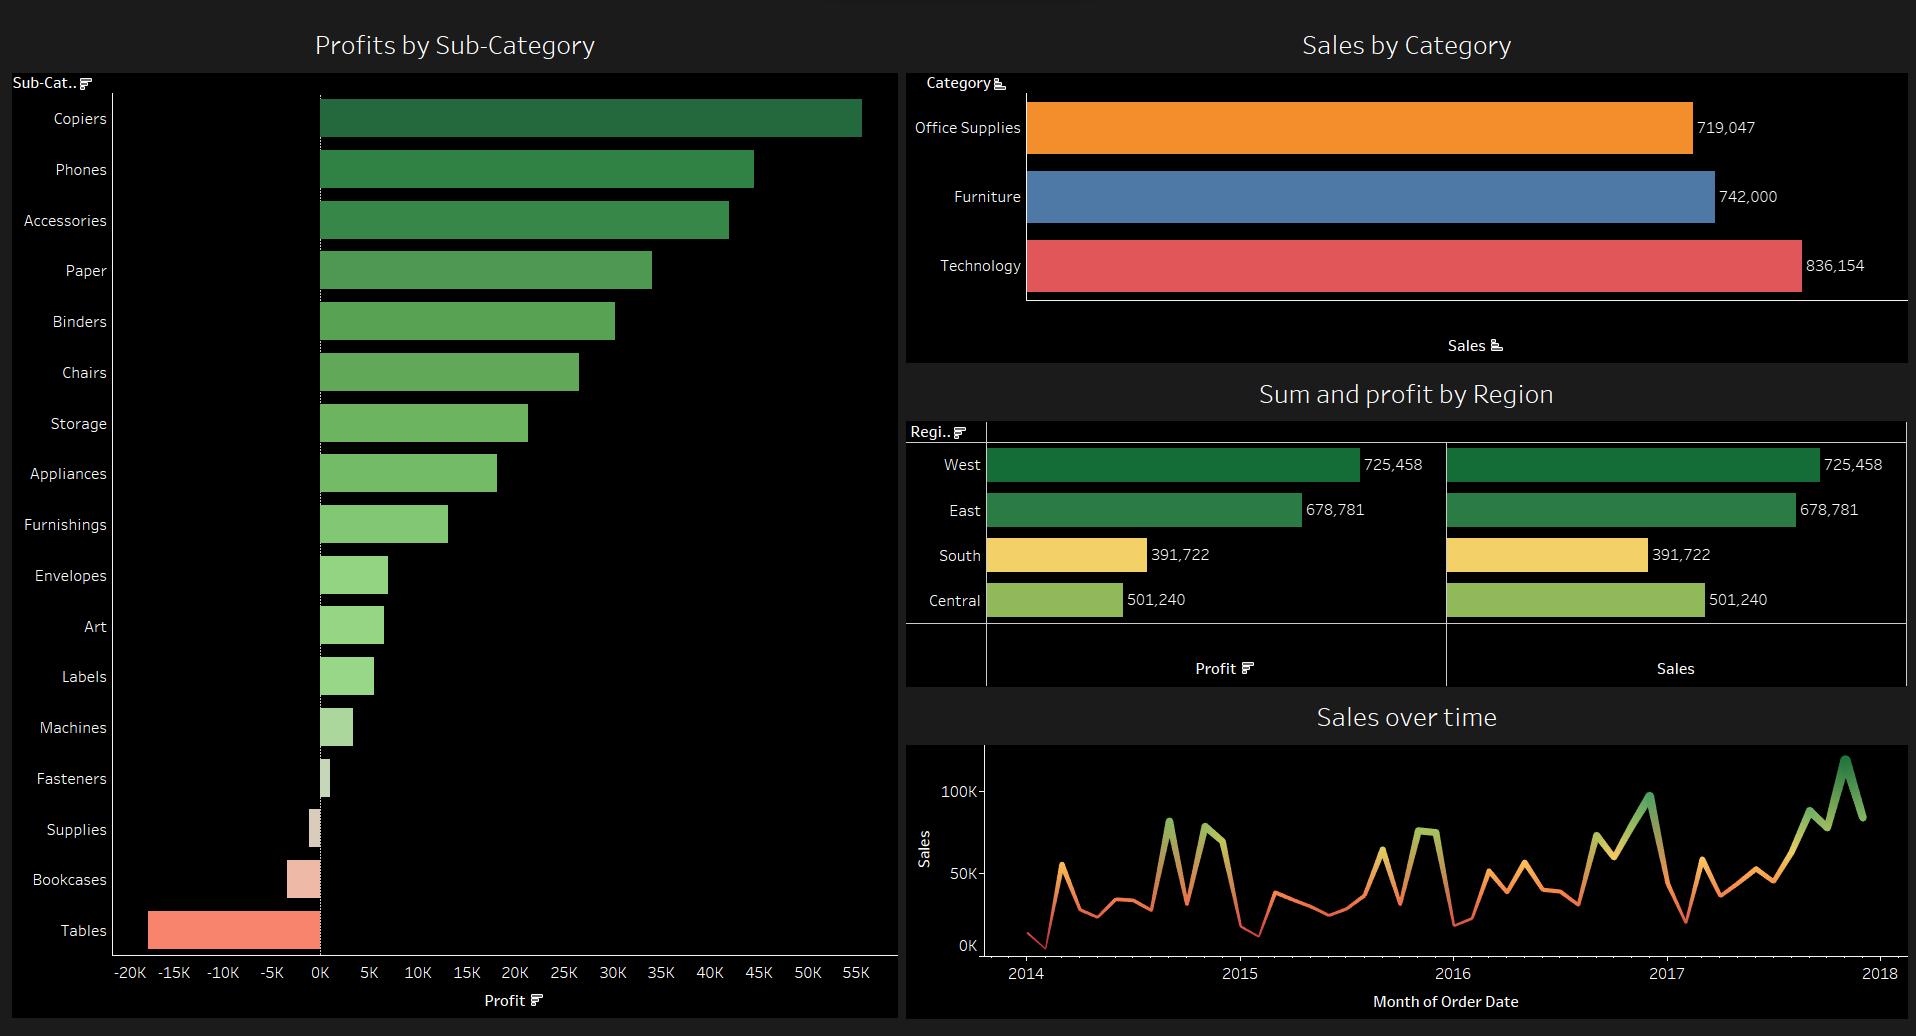 Profits by Sub-Category
Sub-Cat..
Copiers
Phones
Accessories
Paper
Binders
Chairs
Storage
Appliances
Furnishings
Envelopes
Art
Labels
Machines
Fasteners
Supplies
Bookcases
Tables
-20K -15K -10K -5K 0K 5K 10K 15K 20K 25K 30K 35K 40K 45K 50K 55K
Profit
Sales by Category
Category
Office Supplies 719,047
Furniture 742,000
Technology 836,154
Sales
Sum and profit by Region
Regi..
West 725,458 725,458
East 678,781 678,781
South 391,722 391,722
Central 501,240 501,240
Profit Sales
Sales over time
Sales
100K
50K
0K
2014 2015 2016 2017 2018
Month of Order Date